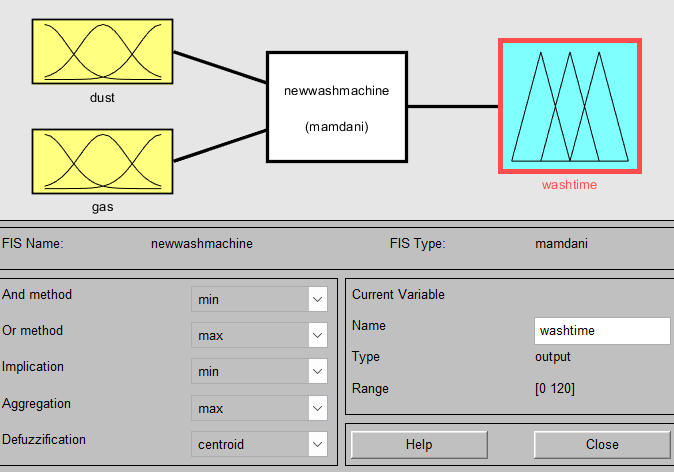 dust
newwashmachine
(mamdani)
gas
washtime
FIS Name: newwashmachine FIS Type: mamdani
And method min
Or method max
Implication min
Aggregation max
Defuzzification centroid
Current Variable
Name washtime
Type output
Range [0 120]
Help Close